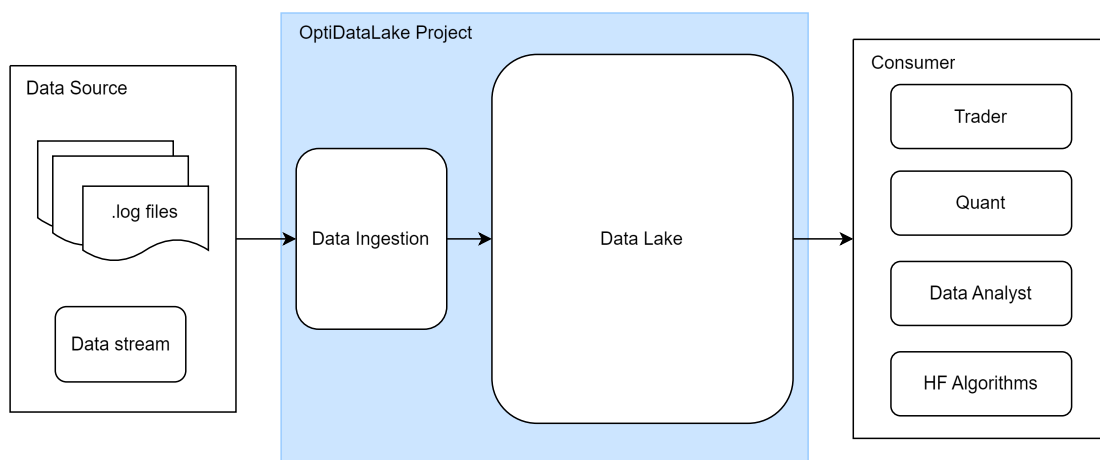 OptiDataLake Project
Data Source
.log files
Data stream
Data Ingestion
Data Lake
Consumer
Trader
Quant
Data Analyst
HF Algorithms